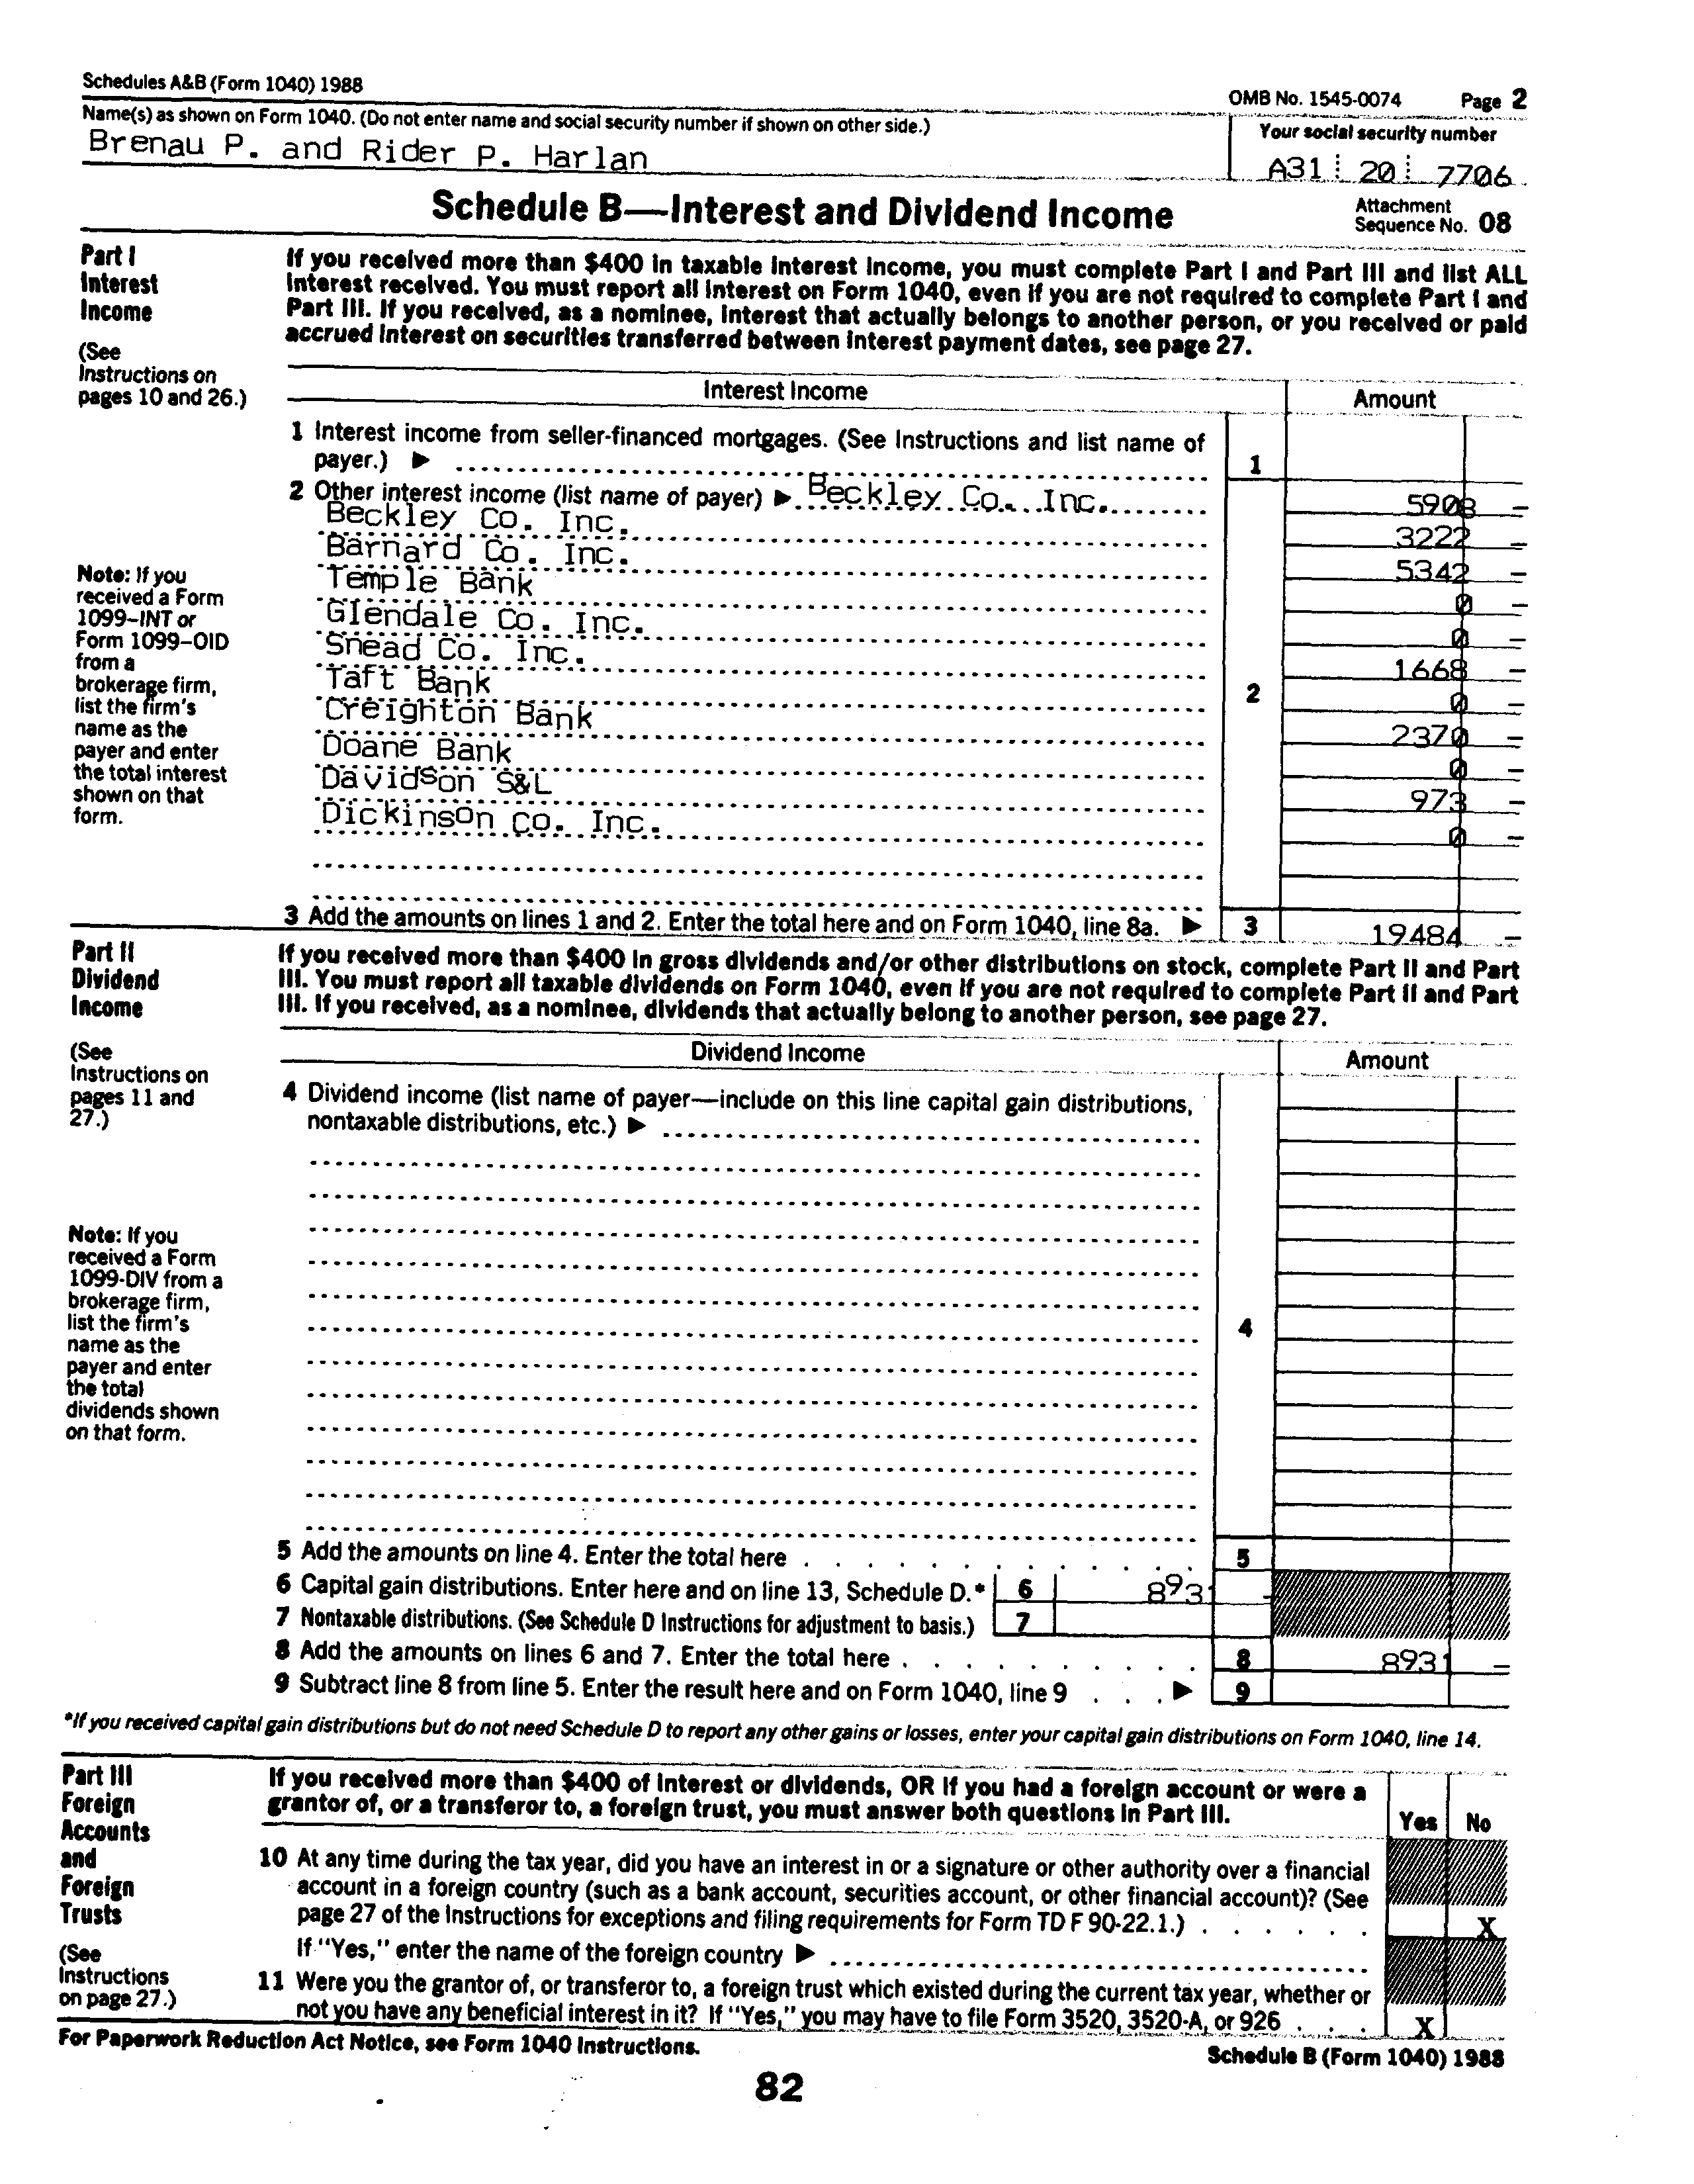 Schedules A&B (Form 1040) 1988
OMB No. 1545-0074 Page 2
Name(s) as shown on Form 1040. (Do not enter name and social security number if shown on other side.)
Your social security number
Brenau P. and Rider P. Harlan
A31 20 7706
Schedule B—Interest and Dividend Income
Attachment
Sequence No. 08
Part I
Interest
Income
(See
Instructions on
pages 10 and 26.)
If you received more than $400 in taxable interest income, you must complete Part I and Part III and list ALL
interest received. You must report all interest on Form 1040, even if you are not required to complete Part I and
Part III. If you received, as a nominee, interest that actually belongs to another person, or you received or paid
accrued interest on securities transferred between interest payment dates, see page 27.
Interest Income Amount
1 Interest income from seller-financed mortgages. (See Instructions and list name of
payer.) ▶ 1
2 Other interest income (list name of payer) ▶ Beckley Co. Inc. 5908 –
Beckley Co. Inc. 3222 –
Barnard Co. Inc. 5342 –
Temple Bank 0 –
Glendale Co. Inc. 0 –
Snead Co. Inc. 1668 –
Taft Bank 0 –
2
Creighton Bank 2370 –
Doane Bank 0 –
Davidson S&L 973 –
Dickinson Co. Inc. 0 –
Note: If you
received a Form
1099–INT or
Form 1099–OID
from a
brokerage firm,
list the firm's
name as the
payer and enter
the total interest
shown on that
form.
3 Add the amounts on lines 1 and 2. Enter the total here and on Form 1040, line 8a. ▶ 3 19484 –
Part II
Dividend
Income
(See
Instructions on
pages 11 and
27.)
If you received more than $400 in gross dividends and/or other distributions on stock, complete Part II and Part
III. You must report all taxable dividends on Form 1040, even if you are not required to complete Part II and Part
III. If you received, as a nominee, dividends that actually belong to another person, see page 27.
Dividend Income Amount
4 Dividend income (list name of payer—include on this line capital gain distributions,
nontaxable distributions, etc.) ▶
4
Note: If you
received a Form
1099-DIV from a
brokerage firm,
list the firm's
name as the
payer and enter
the total
dividends shown
on that form.
5 Add the amounts on line 4. Enter the total here 5
6 Capital gain distributions. Enter here and on line 13, Schedule D.* 6 8931 –
7 Nontaxable distributions. (See Schedule D Instructions for adjustment to basis.) 7
8 Add the amounts on lines 6 and 7. Enter the total here 8 8931 –
9 Subtract line 8 from line 5. Enter the result here and on Form 1040, line 9 ▶ 9
*If you received capital gain distributions but do not need Schedule D to report any other gains or losses, enter your capital gain distributions on Form 1040, line 14.
Part III
Foreign
Accounts
and
Foreign
Trusts
(See
Instructions
on page 27.)
If you received more than $400 of interest or dividends, OR if you had a foreign account or were a
grantor of, or a transferor to, a foreign trust, you must answer both questions in Part III.
Yes No
10 At any time during the tax year, did you have an interest in or a signature or other authority over a financial
account in a foreign country (such as a bank account, securities account, or other financial account)? (See
page 27 of the Instructions for exceptions and filing requirements for Form TD F 90-22.1.) X
If "Yes," enter the name of the foreign country ▶
11 Were you the grantor of, or transferor to, a foreign trust which existed during the current tax year, whether or
not you have any beneficial interest in it? If "Yes," you may have to file Form 3520, 3520-A, or 926 X
For Paperwork Reduction Act Notice, see Form 1040 Instructions.
Schedule B (Form 1040) 1988
82